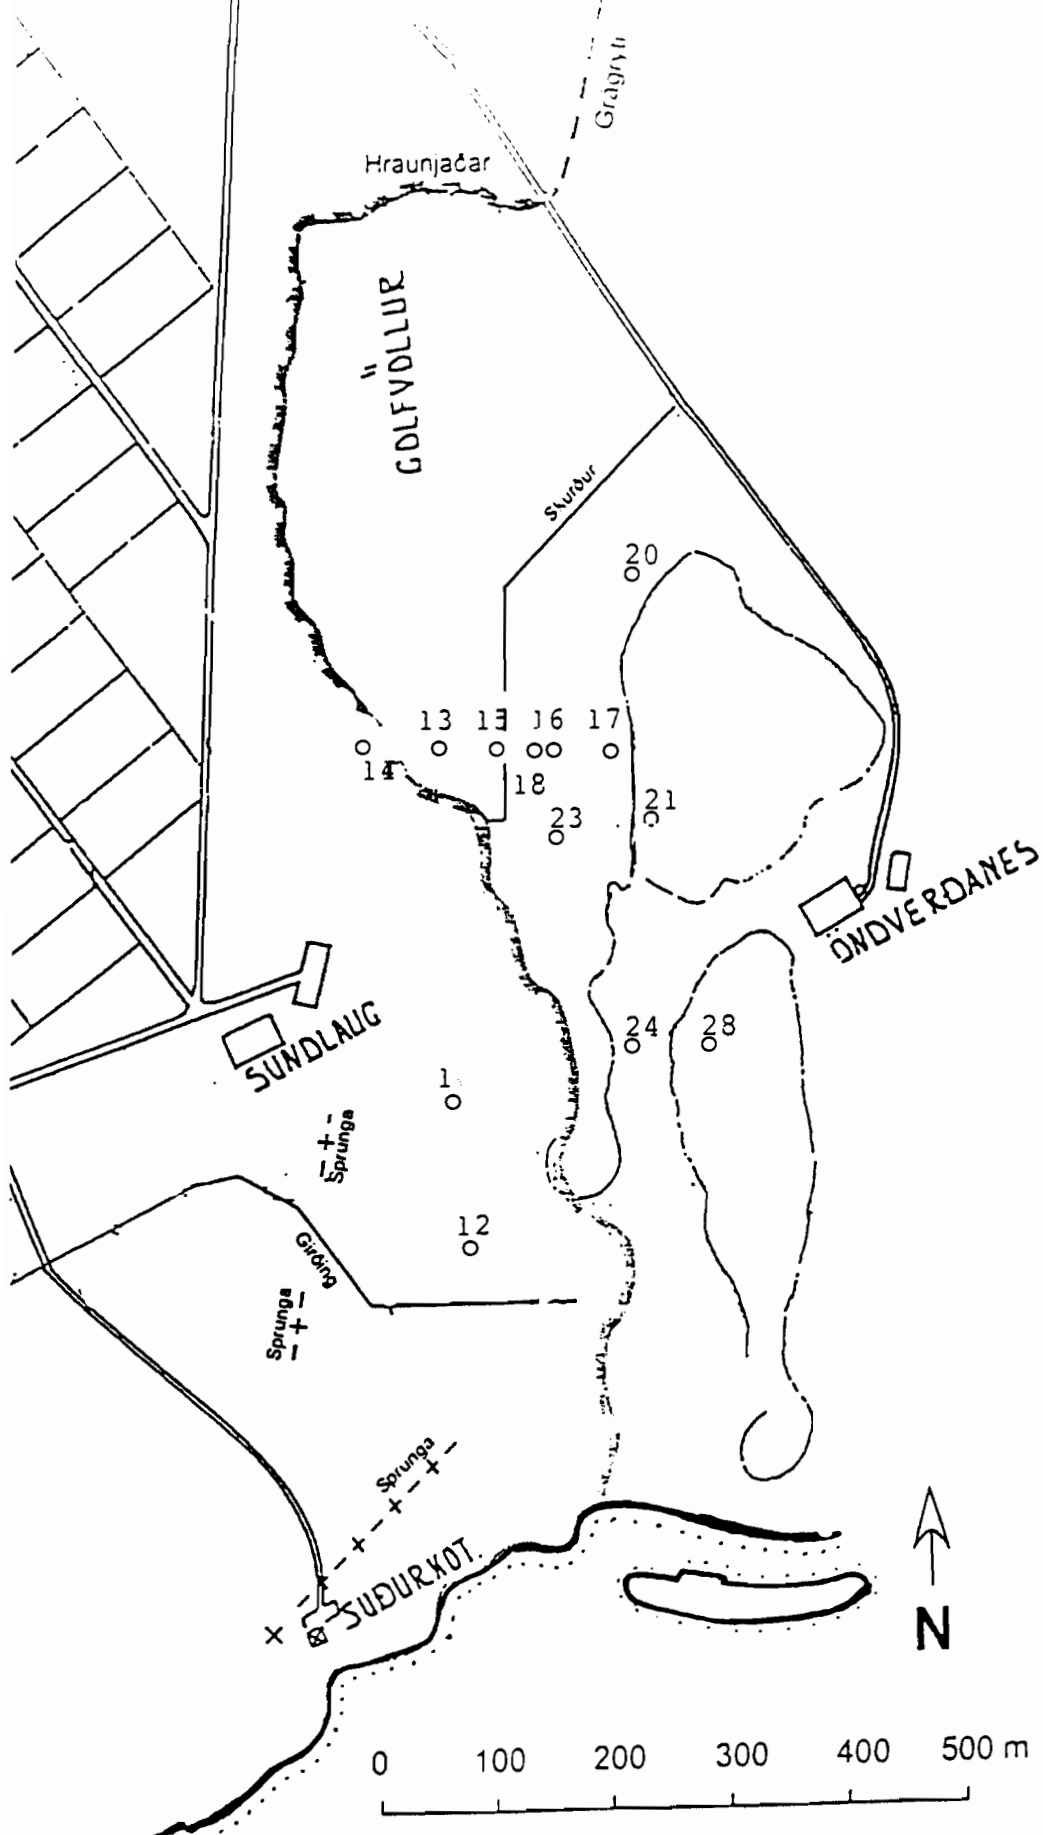 Grágrýti
Hraunjaðar
GOLFVÖLLUR
Skurður
20
13
15
16
17
14
18
23
21
ÖNDVERÐANES
24
28
SUNDLAUG
1
Sprunga
12
Girðing
Sprunga
Sprunga
SUÐURKOT
N
0 100 200 300 400 500 m